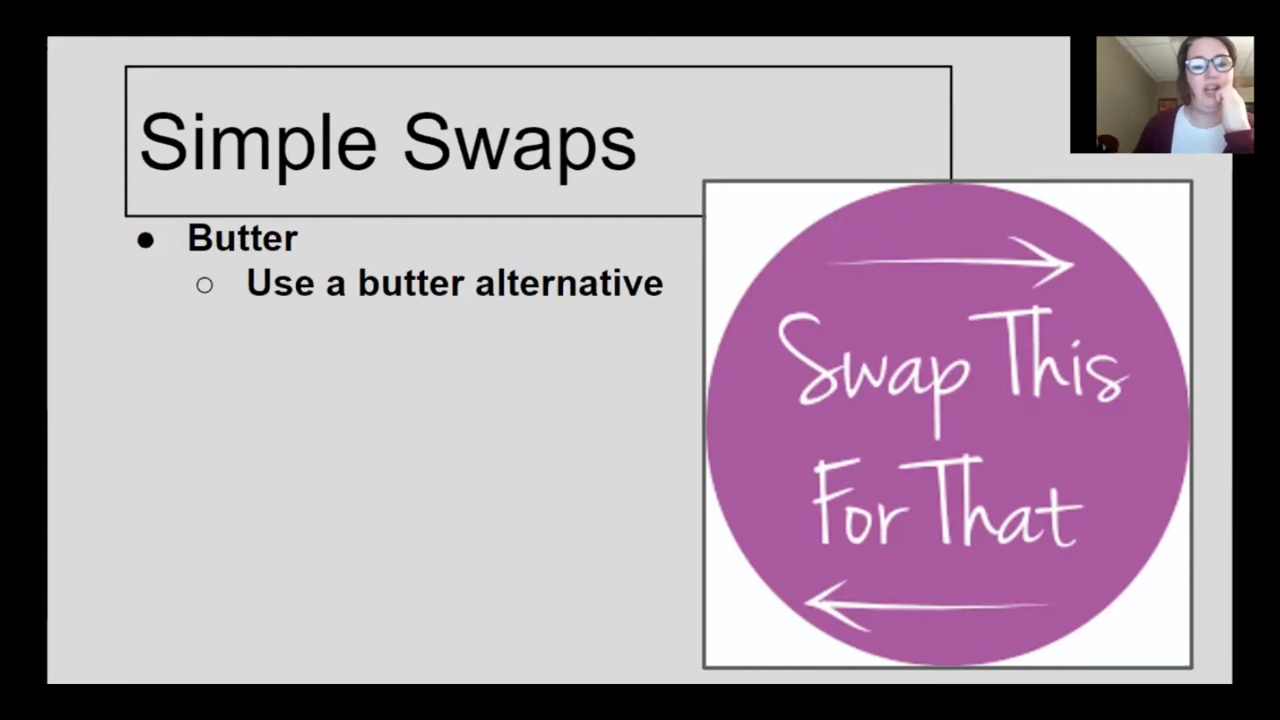 Simple Swaps
● Butter
○ Use a butter alternative
Swap This
For That